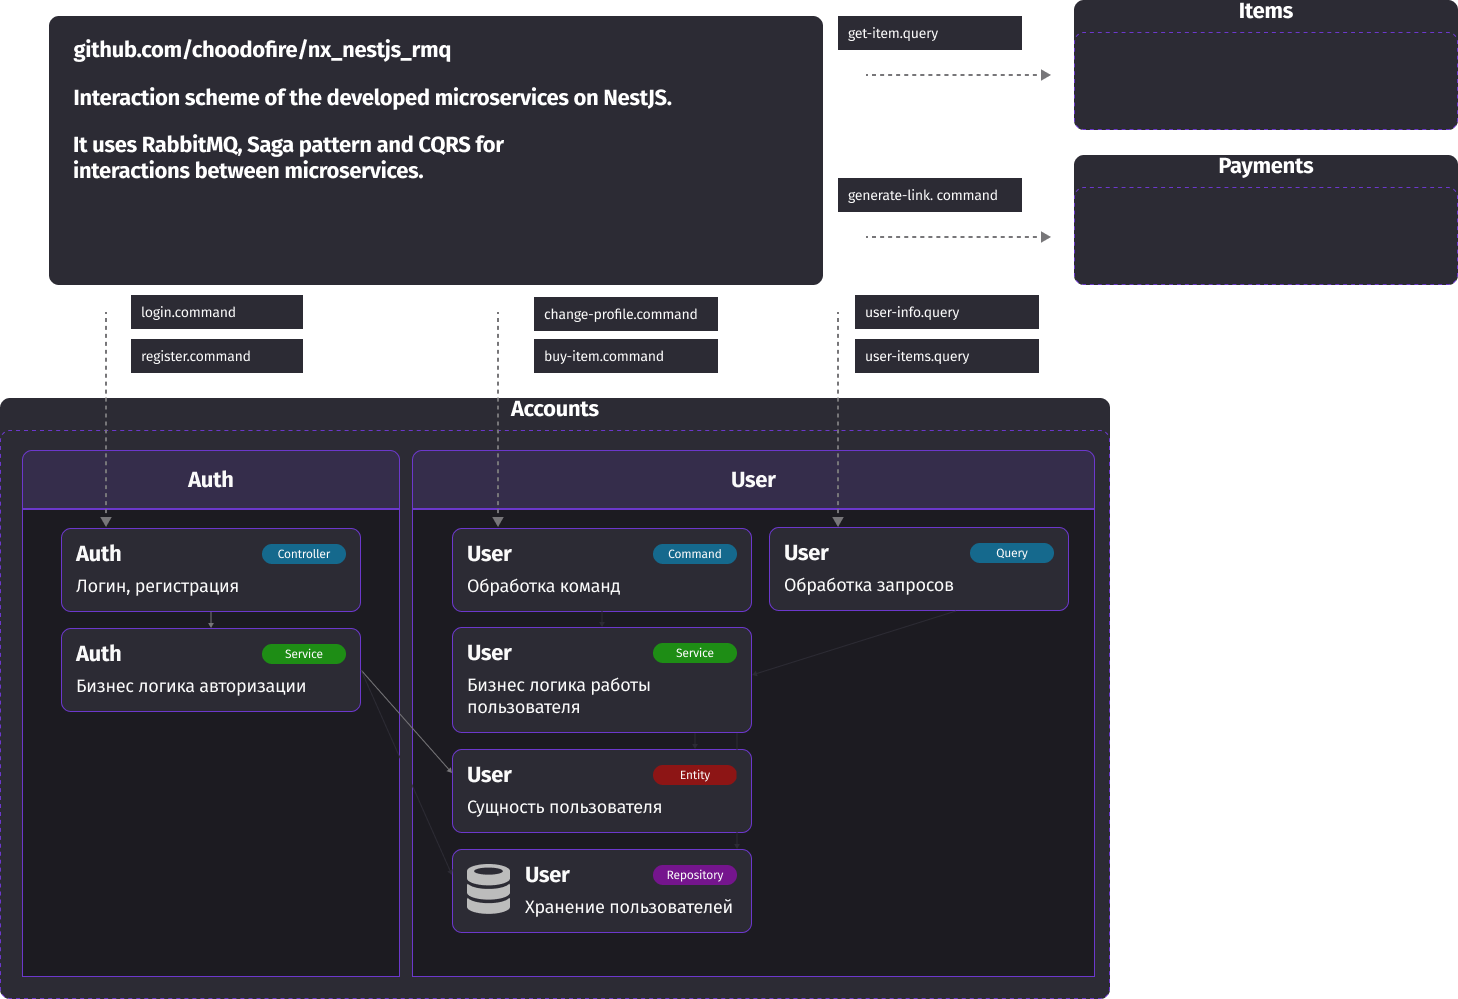 github.com/choodofire/nx_nestjs_rmq
Interaction scheme of the developed microservices on NestJS.
It uses RabbitMQ, Saga pattern and CQRS for
interactions between microservices.
get-item.query
Items
generate-link. command
Payments
login.command
register.command
change-profile.command
buy-item.command
user-info.query
user-items.query
Accounts
Auth
Auth
Controller
Логин, регистрация
Auth
Service
Бизнес логика авторизации
User
User
Command
Обработка команд
User
Query
Обработка запросов
User
Service
Бизнес логика работы
пользователя
User
Entity
Сущность пользователя
User
Repository
Хранение пользователей